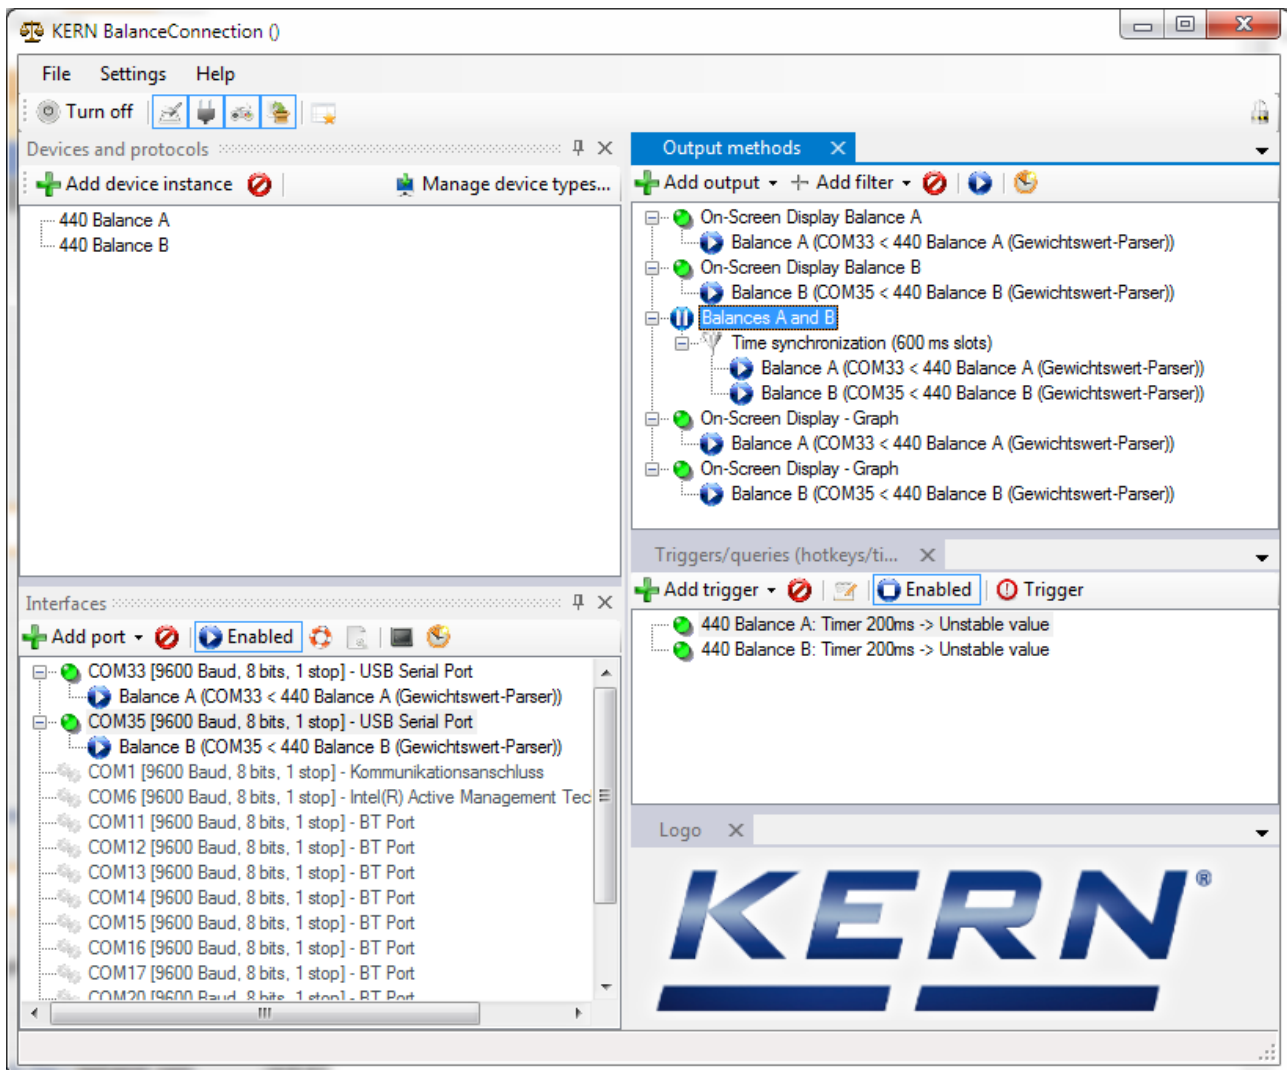 KERN BalanceConnection ()
File Settings Help
Turn off
Devices and protocols
Add device instance Manage device types...
440 Balance A
440 Balance B
Interfaces
Add port Enabled
COM33 [9600 Baud, 8 bits, 1 stop] - USB Serial Port
Balance A (COM33 < 440 Balance A (Gewichtswert-Parser))
COM35 [9600 Baud, 8 bits, 1 stop] - USB Serial Port
Balance B (COM35 < 440 Balance B (Gewichtswert-Parser))
COM1 [9600 Baud, 8 bits, 1 stop] - Kommunikationsanschluss
COM6 [9600 Baud, 8 bits, 1 stop] - Intel(R) Active Management Tec
COM11 [9600 Baud, 8 bits, 1 stop] - BT Port
COM12 [9600 Baud, 8 bits, 1 stop] - BT Port
COM13 [9600 Baud, 8 bits, 1 stop] - BT Port
COM14 [9600 Baud, 8 bits, 1 stop] - BT Port
COM15 [9600 Baud, 8 bits, 1 stop] - BT Port
COM16 [9600 Baud, 8 bits, 1 stop] - BT Port
COM17 [9600 Baud, 8 bits, 1 stop] - BT Port
COM20 [9600 Baud, 8 bits, 1 stop] - BT Port
Output methods
Add output Add filter
On-Screen Display Balance A
Balance A (COM33 < 440 Balance A (Gewichtswert-Parser))
On-Screen Display Balance B
Balance B (COM35 < 440 Balance B (Gewichtswert-Parser))
Balances A and B
Time synchronization (600 ms slots)
Balance A (COM33 < 440 Balance A (Gewichtswert-Parser))
Balance B (COM35 < 440 Balance B (Gewichtswert-Parser))
On-Screen Display - Graph
Balance A (COM33 < 440 Balance A (Gewichtswert-Parser))
On-Screen Display - Graph
Balance B (COM35 < 440 Balance B (Gewichtswert-Parser))
Triggers/queries (hotkeys/ti...
Add trigger Enabled Trigger
440 Balance A: Timer 200ms -> Unstable value
440 Balance B: Timer 200ms -> Unstable value
Logo
KERN®